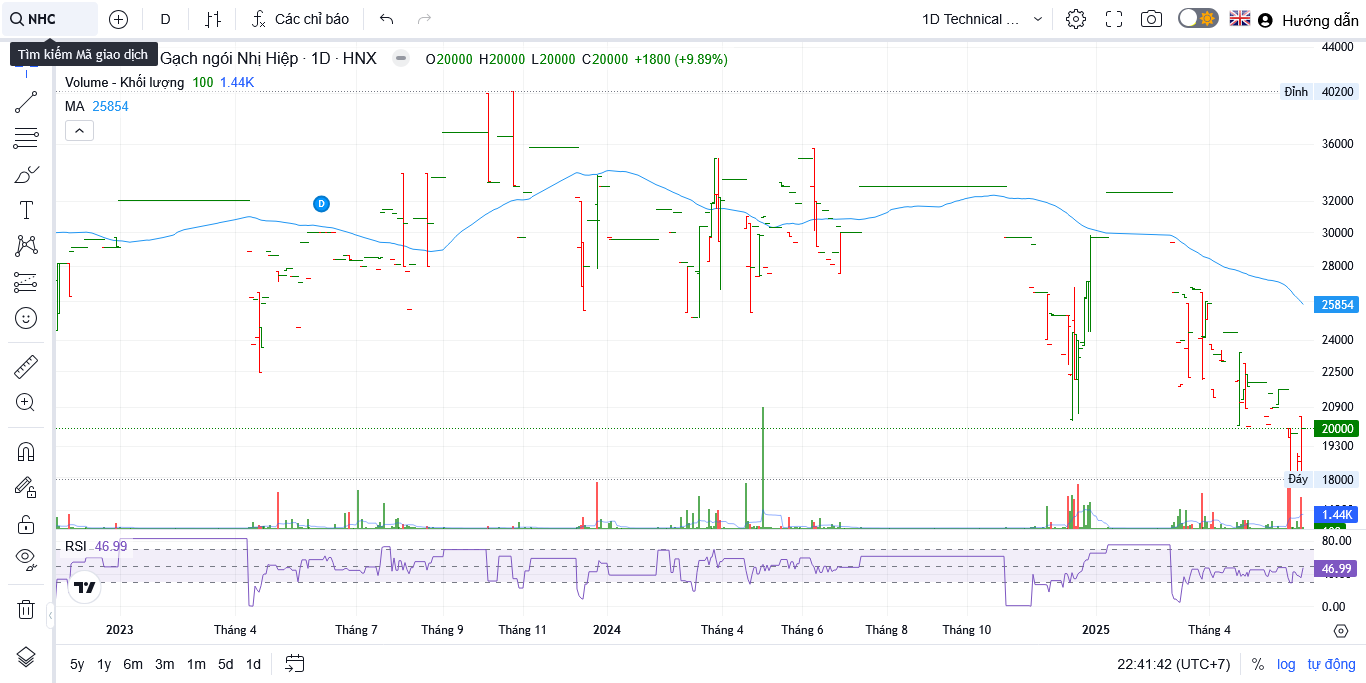 NHC D Các chỉ báo 1D Technical ... Hướng dẫn
Tìm kiếm Mã giao dịch
Gạch ngói Nhị Hiệp · 1D · HNX O20000 H20000 L20000 C20000 +1800 (+9.89%)
Volume - Khối lượng 100 1.44K
MA 25854
D
44000
Đỉnh 40200
36000
32000
30000
28000
25854
24000
22500
20900
20000
19300
Đáy 18000
1.44K
RSI 46.99
80.00
46.99
0.00
2023 Tháng 4 Tháng 7 Tháng 9 Tháng 11 2024 Tháng 4 Tháng 6 Tháng 8 Tháng 10 2025 Tháng 4
5y 1y 6m 3m 1m 5d 1d 22:41:42 (UTC+7) % log tự động